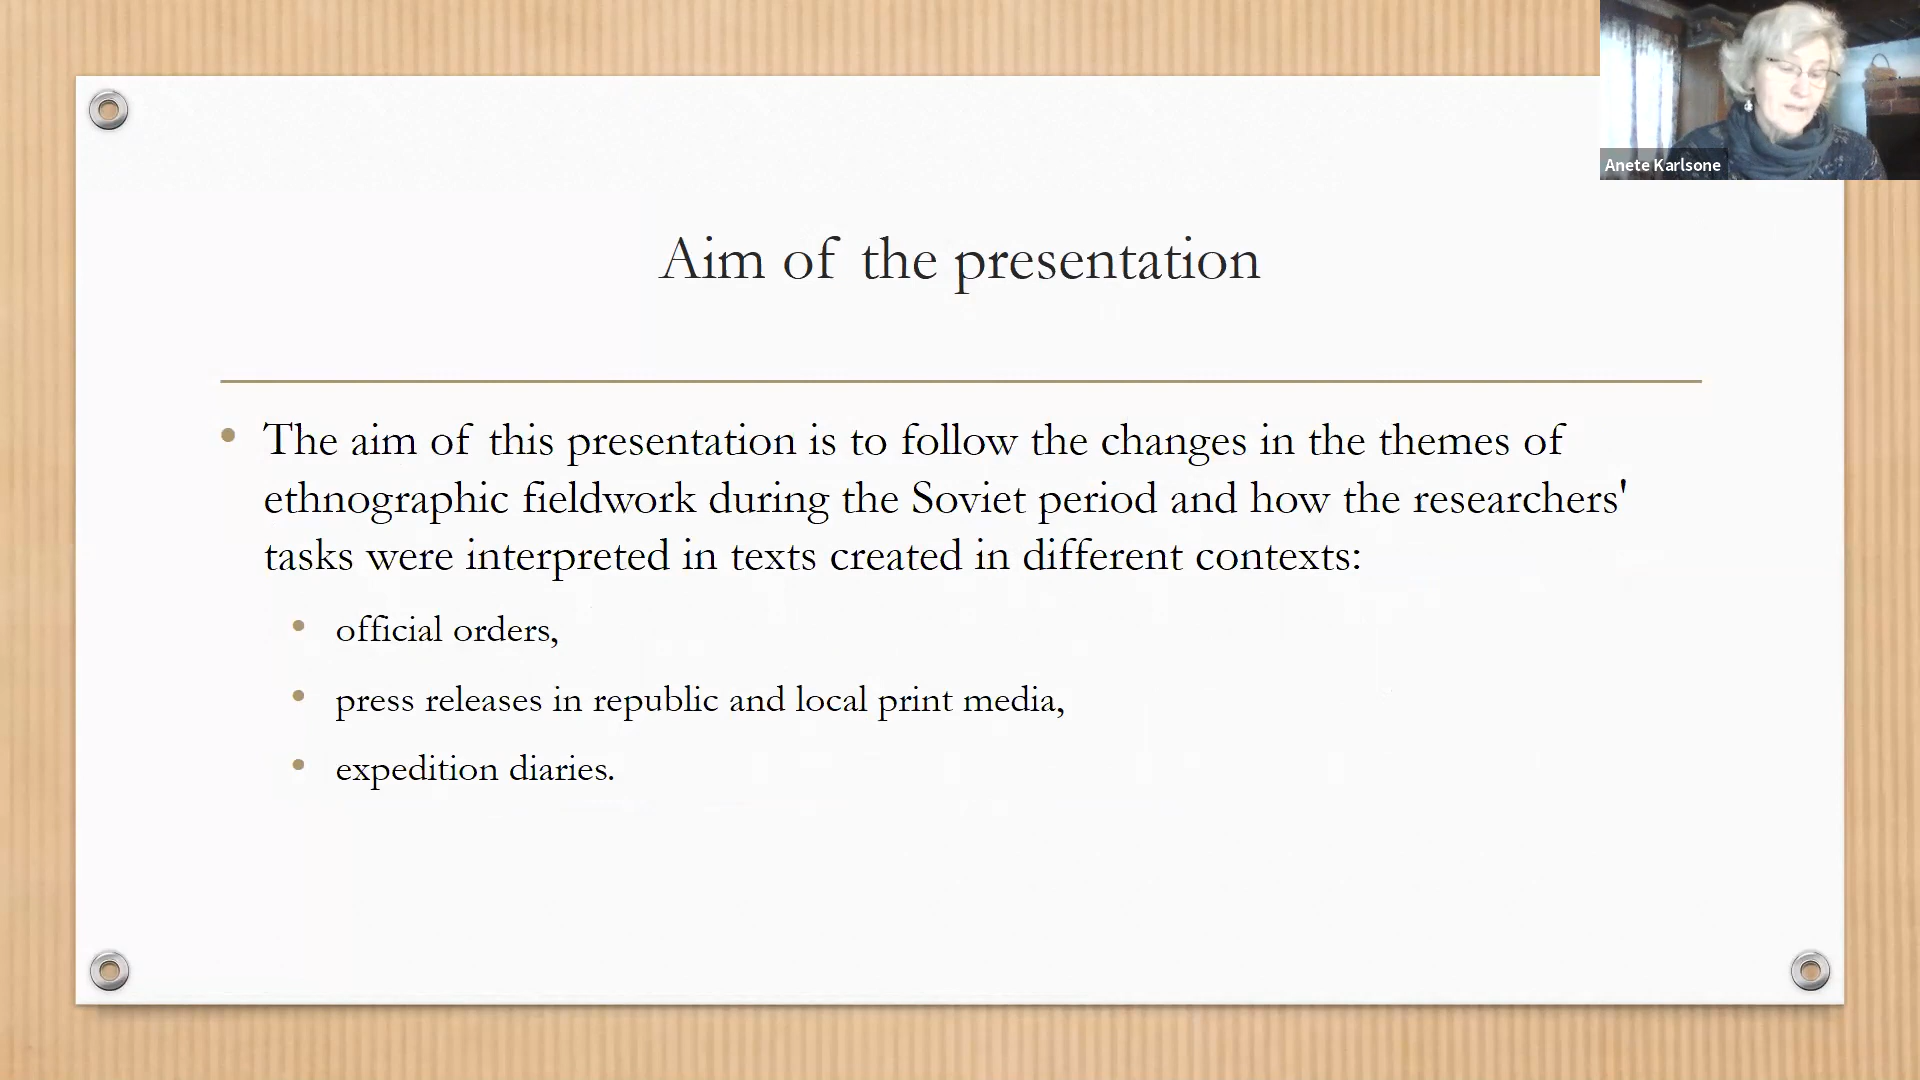 Anete Karlsone
Aim of the presentation
The aim of this presentation is to follow the changes in the themes of
ethnographic fieldwork during the Soviet period and how the researchers'
tasks were interpreted in texts created in different contexts:
official orders,
press releases in republic and local print media,
expedition diaries.